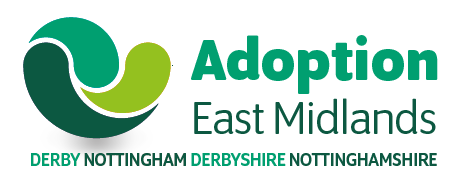 Adoption
East Midlands
DERBY NOTTINGHAM DERBYSHIRE NOTTINGHAMSHIRE